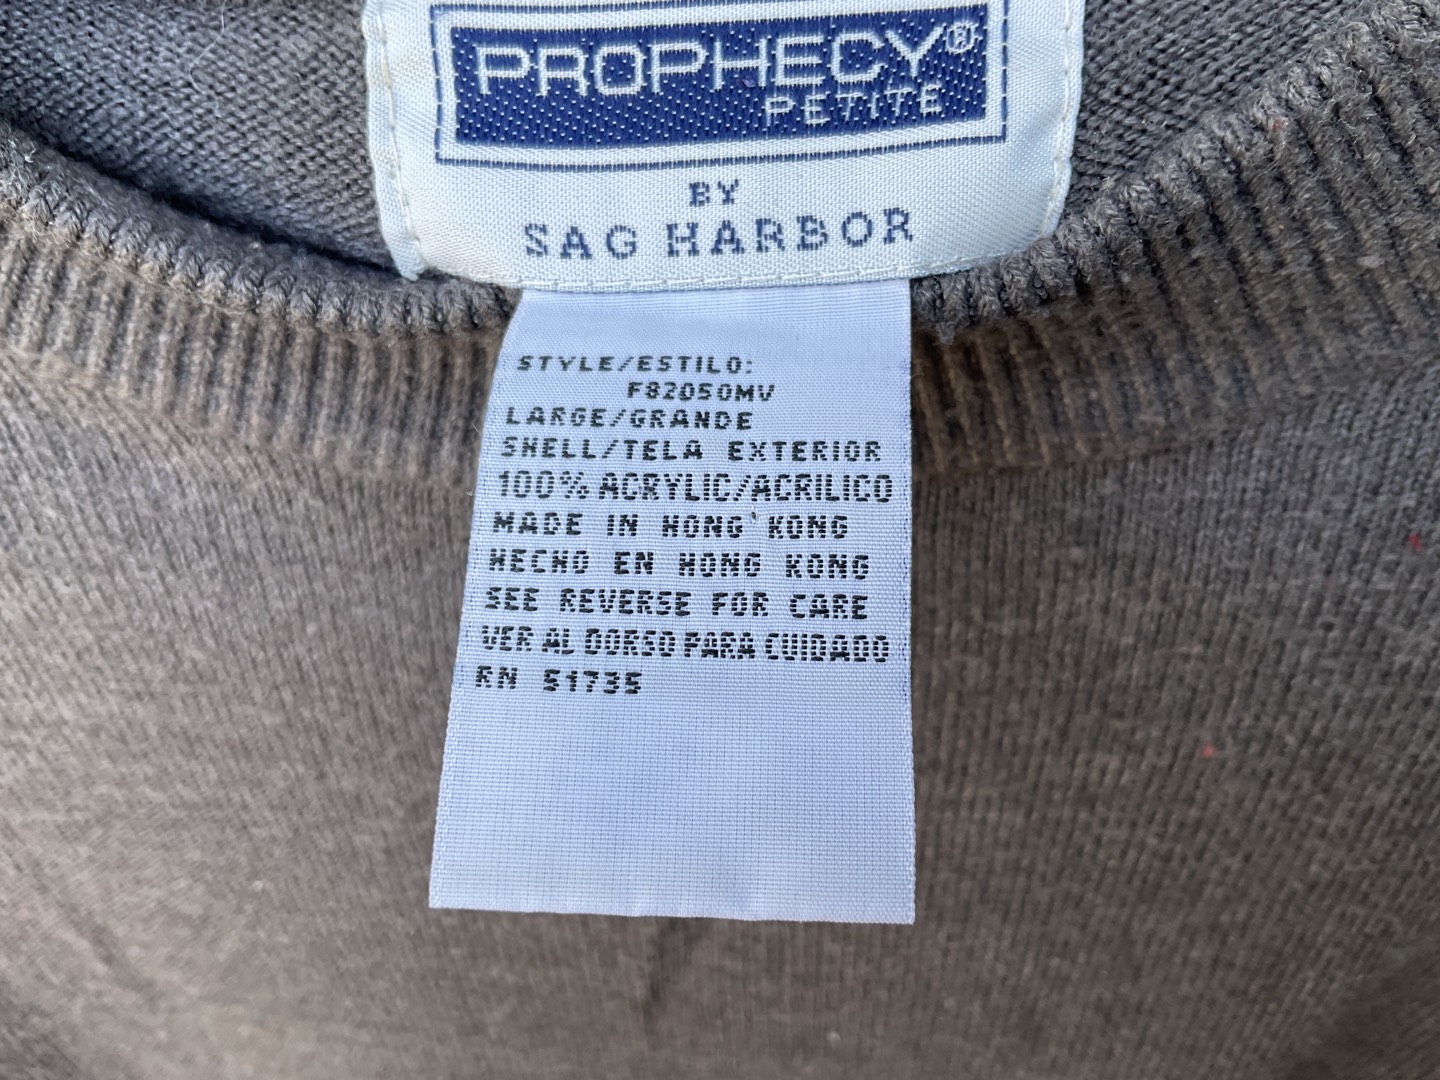 PROPHECY®
PETITE
BY
SAG HARBOR
STYLE/ESTILO:
F82050MV
LARGE/GRANDE
SHELL/TELA EXTERIOR
100% ACRYLIC/ACRILICO
MADE IN HONG KONG
HECHO EN HONG KONG
SEE REVERSE FOR CARE
VER AL DORSO PARA CUIDADO
RN 51735